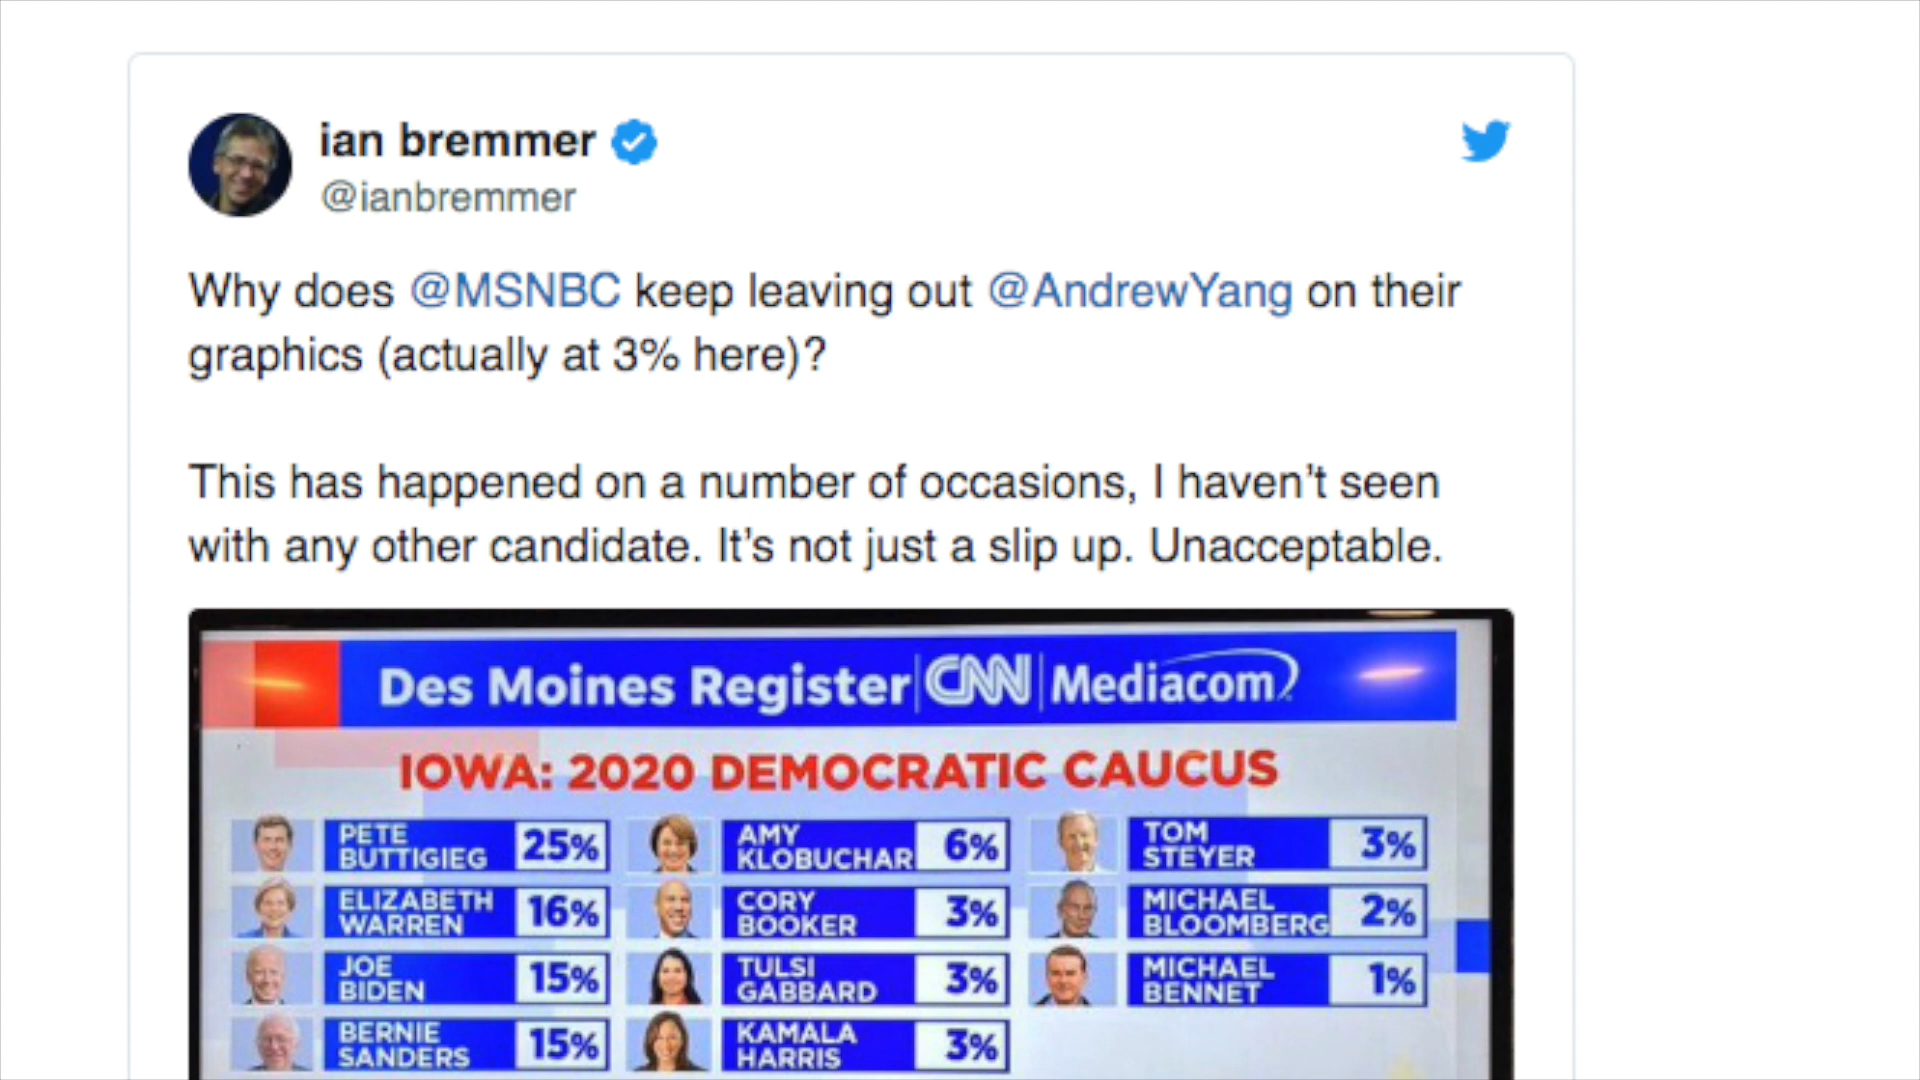 ian bremmer
@ianbremmer
Why does @MSNBC keep leaving out @AndrewYang on their
graphics (actually at 3% here)?
This has happened on a number of occasions, I haven't seen
with any other candidate. It's not just a slip up. Unacceptable.
Des Moines Register CNN Mediacom
IOWA: 2020 DEMOCRATIC CAUCUS
PETE
BUTTIGIEG 25%
ELIZABETH
WARREN 16%
JOE
BIDEN 15%
BERNIE
SANDERS 15%
AMY
KLOBUCHAR 6%
CORY
BOOKER 3%
TULSI
GABBARD 3%
KAMALA
HARRIS 3%
TOM
STEYER 3%
MICHAEL
BLOOMBERG 2%
MICHAEL
BENNET 1%